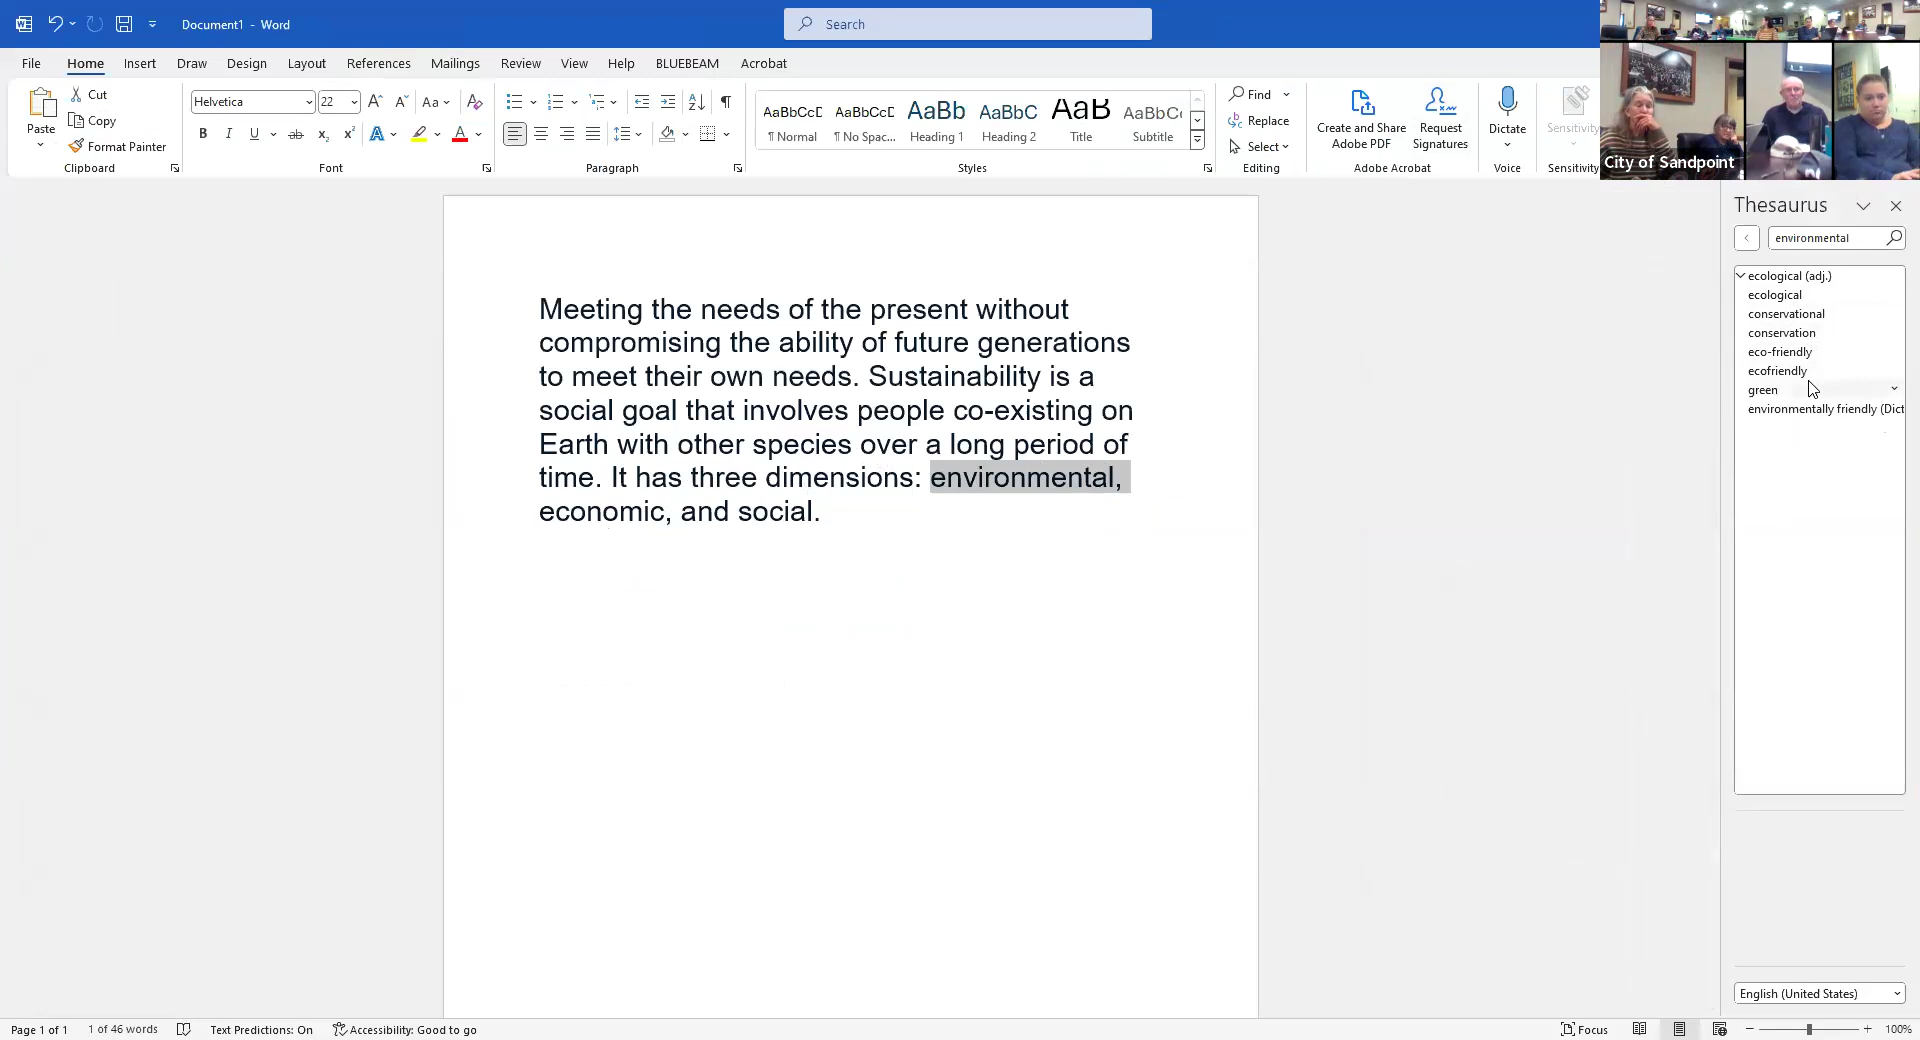 Document1 - Word
Search
File Home Insert Draw Design Layout References Mailings Review View Help BLUEBEAM Acrobat
Paste
Cut
Copy
Format Painter
Clipboard
Helvetica 22
Font
Paragraph
AaBbCcD AaBbCcD AaBb AaBbC AaB AaBbCc
¶ Normal ¶ No Spac... Heading 1 Heading 2 Title Subtitle
Styles
Find
Replace
Select
Editing
Create and Share
Adobe PDF
Request
Signatures
Adobe Acrobat
Dictate
Voice
Sensitivity
Sensitivity
City of Sandpoint
Meeting the needs of the present without
compromising the ability of future generations
to meet their own needs. Sustainability is a
social goal that involves people co-existing on
Earth with other species over a long period of
time. It has three dimensions: environmental,
economic, and social.
Thesaurus
environmental
ecological (adj.)
ecological
conservational
conservation
eco-friendly
ecofriendly
green
environmentally friendly (Dict
English (United States)
Page 1 of 1 1 of 46 words Text Predictions: On Accessibility: Good to go
Focus 100%